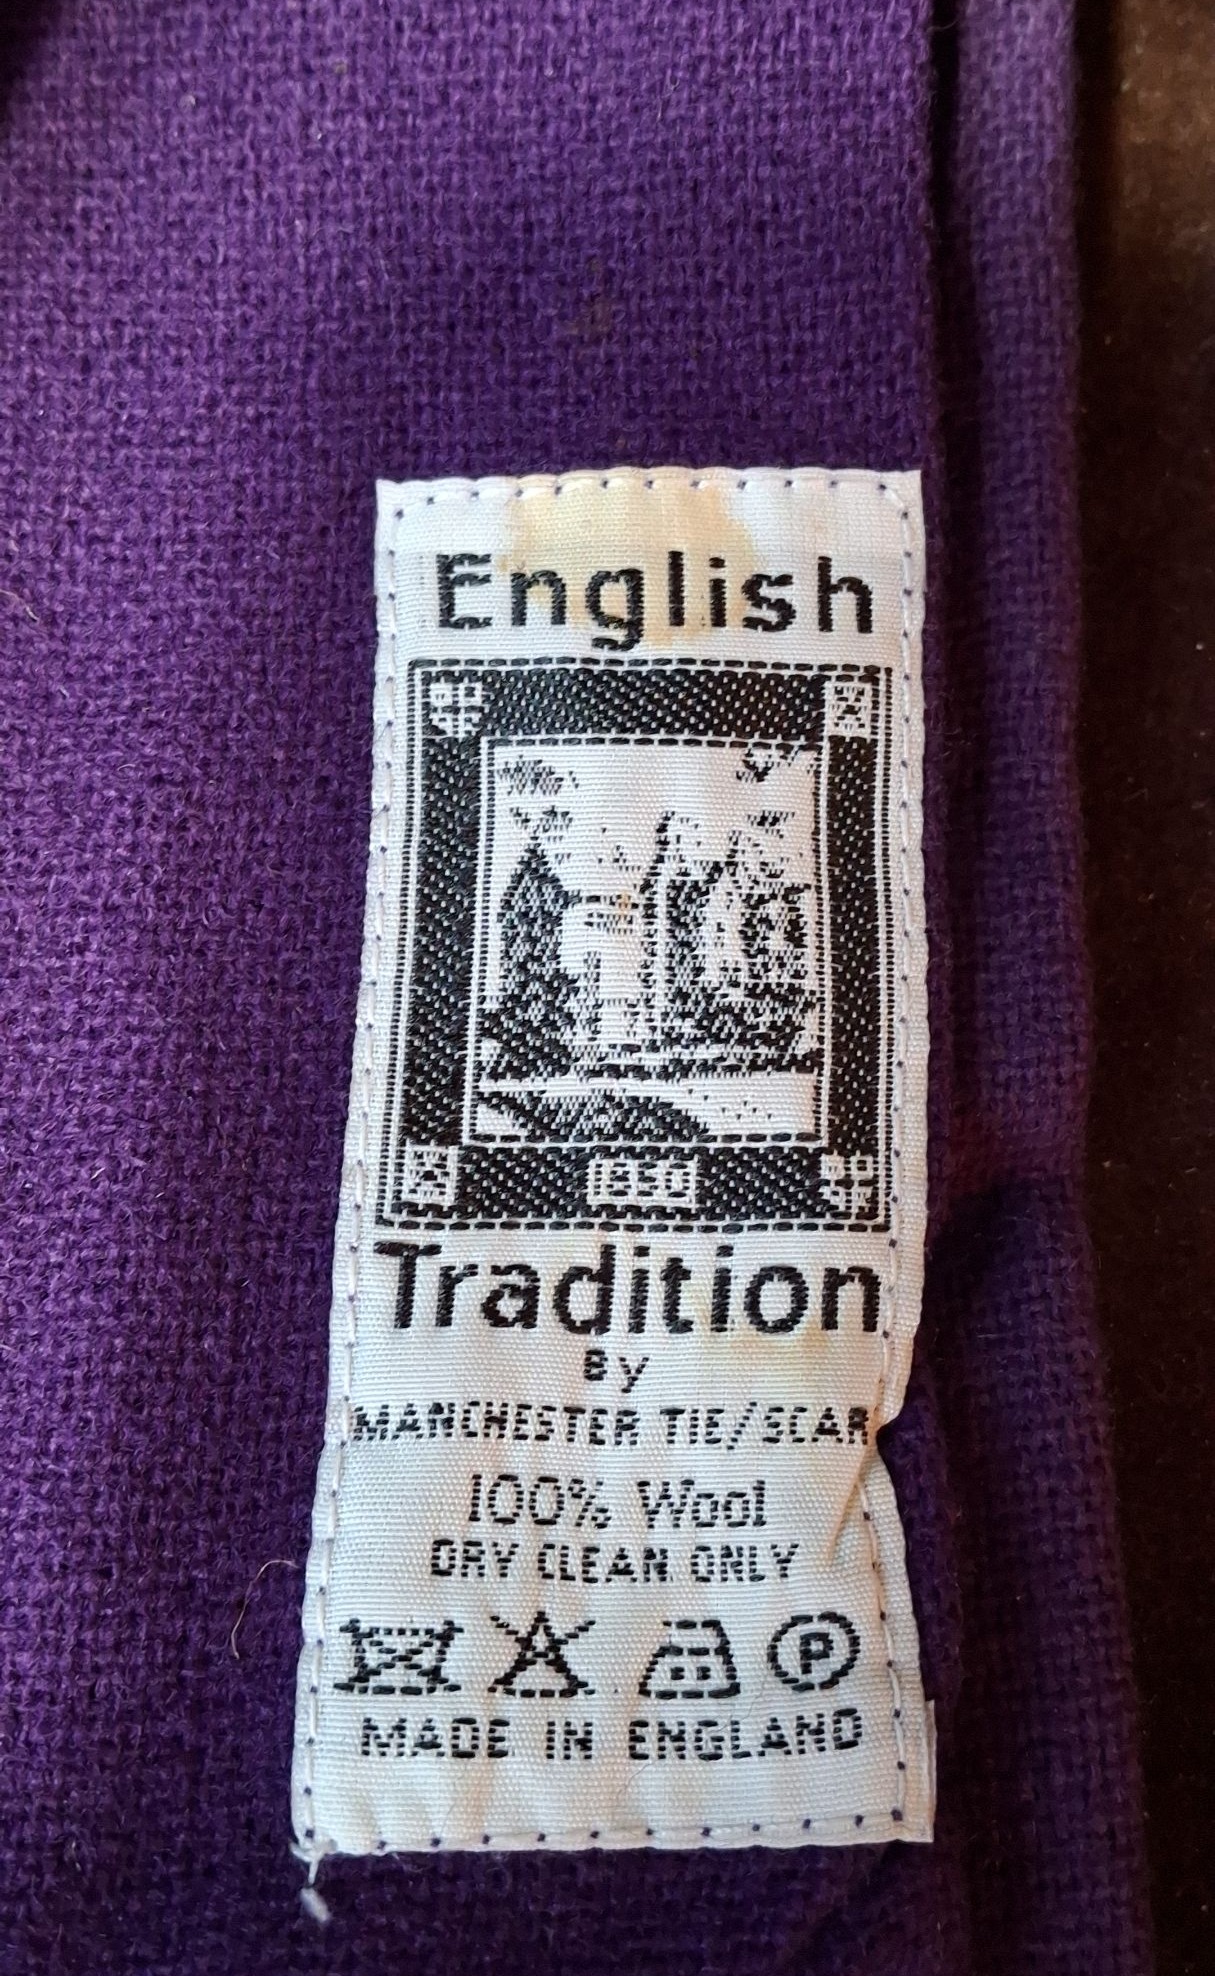 English
1850
Tradition
By
MANCHESTER TIE/SCAR
100% Wool
DRY CLEAN ONLY
P
MADE IN ENGLAND